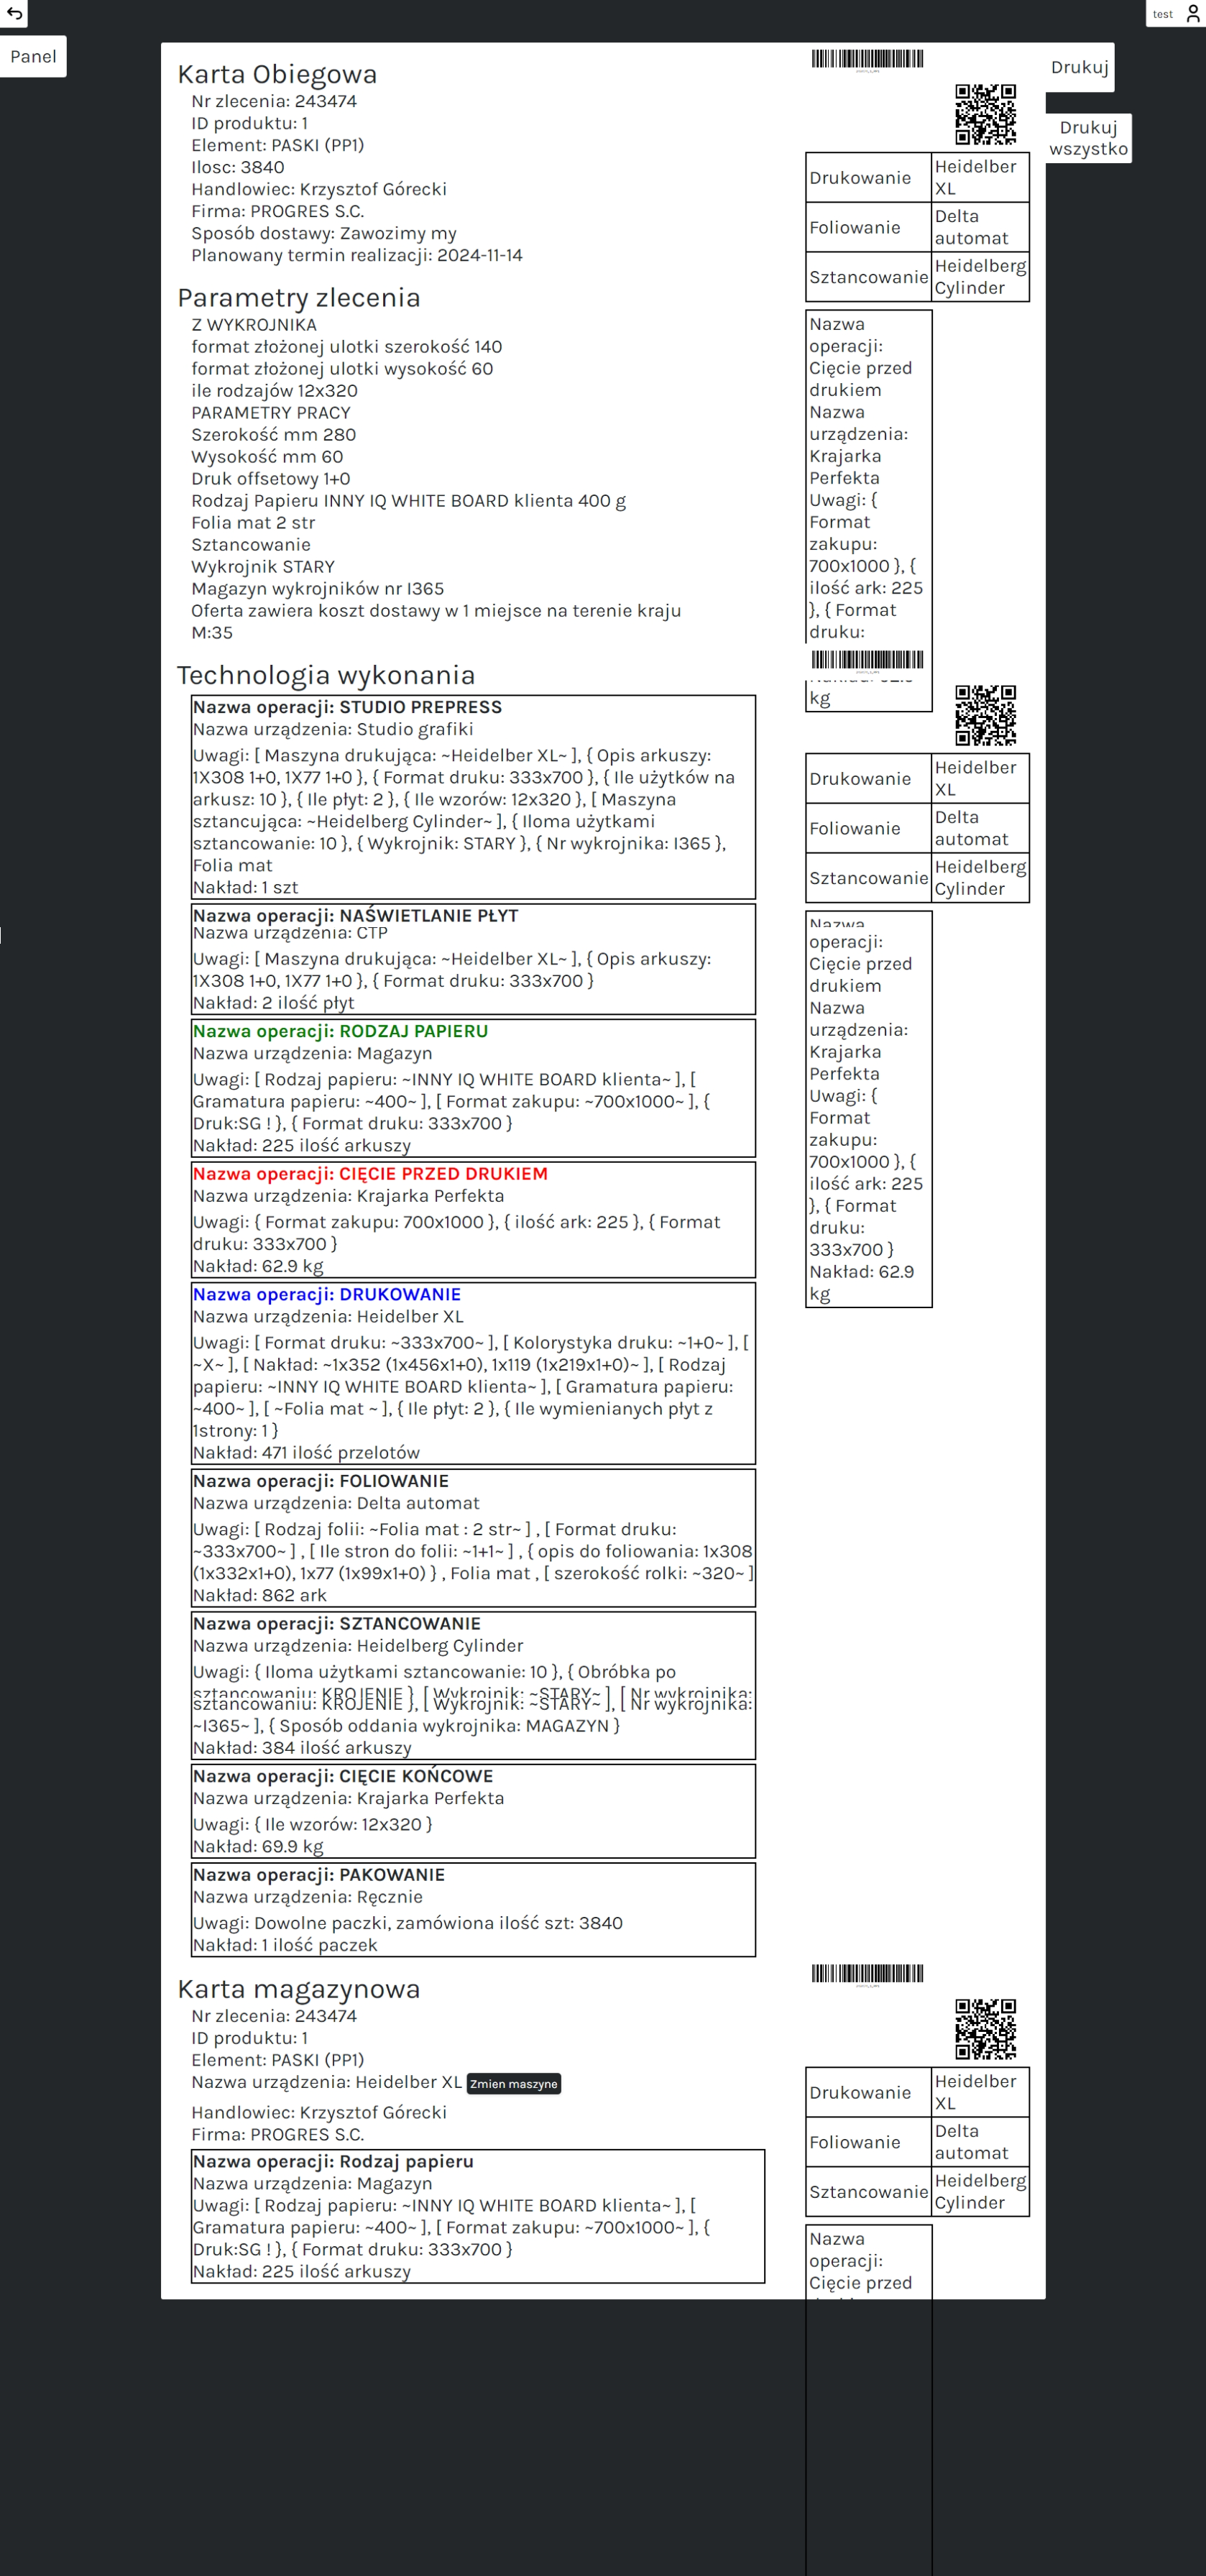 test
Panel
Drukuj
Drukuj
wszystko
Karta Obiegowa
Nr zlecenia: 243474
ID produktu: 1
Element: PASKI (PP1)
Ilosc: 3840
Handlowiec: Krzysztof Górecki
Firma: PROGRES S.C.
Sposób dostawy: Zawozimy my
Planowany termin realizacji: 2024-11-14
Parametry zlecenia
Z WYKROJNIKA
format złożonej ulotki szerokość 140
format złożonej ulotki wysokość 60
ile rodzajów 12x320
PARAMETRY PRACY
Szerokość mm 280
Wysokość mm 60
Druk offsetowy 1+0
Rodzaj Papieru INNY IQ WHITE BOARD klienta 400 g
Folia mat 2 str
Sztancowanie
Wykrojnik STARY
Magazyn wykrojników nr I365
Oferta zawiera koszt dostawy w 1 miejsce na terenie kraju
M:35
Drukowanie
Heidelber
XL
Foliowanie
Delta
automat
Sztancowanie
Heidelberg
Cylinder
Nazwa
operacji:
Cięcie przed
drukiem
Nazwa
urządzenia:
Krajarka
Perfekta
Uwagi: {
Format
zakupu:
700x1000 }, {
ilość ark: 225
}, { Format
druku:
Nakład: 62.9
kg
Technologia wykonania
Nazwa operacji: STUDIO PREPRESS
Nazwa urządzenia: Studio grafiki
Uwagi: [ Maszyna drukująca: ~Heidelber XL~ ], { Opis arkuszy:
1X308 1+0, 1X77 1+0 }, { Format druku: 333x700 }, { Ile użytków na
arkusz: 10 }, { Ile płyt: 2 }, { Ile wzorów: 12x320 }, [ Maszyna
sztancująca: ~Heidelberg Cylinder~ ], { Iloma użytkami
sztancowanie: 10 }, { Wykrojnik: STARY }, { Nr wykrojnika: I365 },
Folia mat
Nakład: 1 szt
Nazwa operacji: NAŚWIETLANIE PŁYT
Nazwa urządzenia: CTP
Uwagi: [ Maszyna drukująca: ~Heidelber XL~ ], { Opis arkuszy:
1X308 1+0, 1X77 1+0 }, { Format druku: 333x700 }
Nakład: 2 ilość płyt
Nazwa operacji: RODZAJ PAPIERU
Nazwa urządzenia: Magazyn
Uwagi: [ Rodzaj papieru: ~INNY IQ WHITE BOARD klienta~ ], [
Gramatura papieru: ~400~ ], [ Format zakupu: ~700x1000~ ], {
Druk:SG ! }, { Format druku: 333x700 }
Nakład: 225 ilość arkuszy
Nazwa operacji: CIĘCIE PRZED DRUKIEM
Nazwa urządzenia: Krajarka Perfekta
Uwagi: { Format zakupu: 700x1000 }, { ilość ark: 225 }, { Format
druku: 333x700 }
Nakład: 62.9 kg
Nazwa operacji: DRUKOWANIE
Nazwa urządzenia: Heidelber XL
Uwagi: [ Format druku: ~333x700~ ], [ Kolorystyka druku: ~1+0~ ], [
~X~ ], [ Nakład: ~1x352 (1x456x1+0), 1x119 (1x219x1+0)~ ], [ Rodzaj
papieru: ~INNY IQ WHITE BOARD klienta~ ], [ Gramatura papieru:
~400~ ], [ ~Folia mat ~ ], { Ile płyt: 2 }, { Ile wymienianych płyt z
1strony: 1 }
Nakład: 471 ilość przelotów
Nazwa operacji: FOLIOWANIE
Nazwa urządzenia: Delta automat
Uwagi: [ Rodzaj folii: ~Folia mat : 2 str~ ] , [ Format druku:
~333x700~ ] , [ Ile stron do folii: ~1+1~ ] , { opis do foliowania: 1x308
(1x332x1+0), 1x77 (1x99x1+0) } , Folia mat , [ szerokość rolki: ~320~ ]
Nakład: 862 ark
Nazwa operacji: SZTANCOWANIE
Nazwa urządzenia: Heidelberg Cylinder
Uwagi: { Iloma użytkami sztancowanie: 10 }, { Obróbka po
sztancowaniu: KROJENIE }, [ Wykrojnik: ~STARY~ ], [ Nr wykrojnika:
sztancowaniu: KROJENIE }, [ Wykrojnik: ~STARY~ ], [ Nr wykrojnika:
~I365~ ], { Sposób oddania wykrojnika: MAGAZYN }
Nakład: 384 ilość arkuszy
Nazwa operacji: CIĘCIE KOŃCOWE
Nazwa urządzenia: Krajarka Perfekta
Uwagi: { Ile wzorów: 12x320 }
Nakład: 69.9 kg
Nazwa operacji: PAKOWANIE
Nazwa urządzenia: Ręcznie
Uwagi: Dowolne paczki, zamówiona ilość szt: 3840
Nakład: 1 ilość paczek
Drukowanie
Heidelber
XL
Foliowanie
Delta
automat
Sztancowanie
Heidelberg
Cylinder
Nazwa
operacji:
Cięcie przed
drukiem
Nazwa
urządzenia:
Krajarka
Perfekta
Uwagi: {
Format
zakupu:
700x1000 }, {
ilość ark: 225
}, { Format
druku:
333x700 }
Nakład: 62.9
kg
Karta magazynowa
Nr zlecenia: 243474
ID produktu: 1
Element: PASKI (PP1)
Nazwa urządzenia: Heidelber XL Zmien maszyne
Handlowiec: Krzysztof Górecki
Firma: PROGRES S.C.
Nazwa operacji: Rodzaj papieru
Nazwa urządzenia: Magazyn
Uwagi: [ Rodzaj papieru: ~INNY IQ WHITE BOARD klienta~ ], [
Gramatura papieru: ~400~ ], [ Format zakupu: ~700x1000~ ], {
Druk:SG ! }, { Format druku: 333x700 }
Nakład: 225 ilość arkuszy
Drukowanie
Heidelber
XL
Foliowanie
Delta
automat
Sztancowanie
Heidelberg
Cylinder
Nazwa
operacji:
Cięcie przed